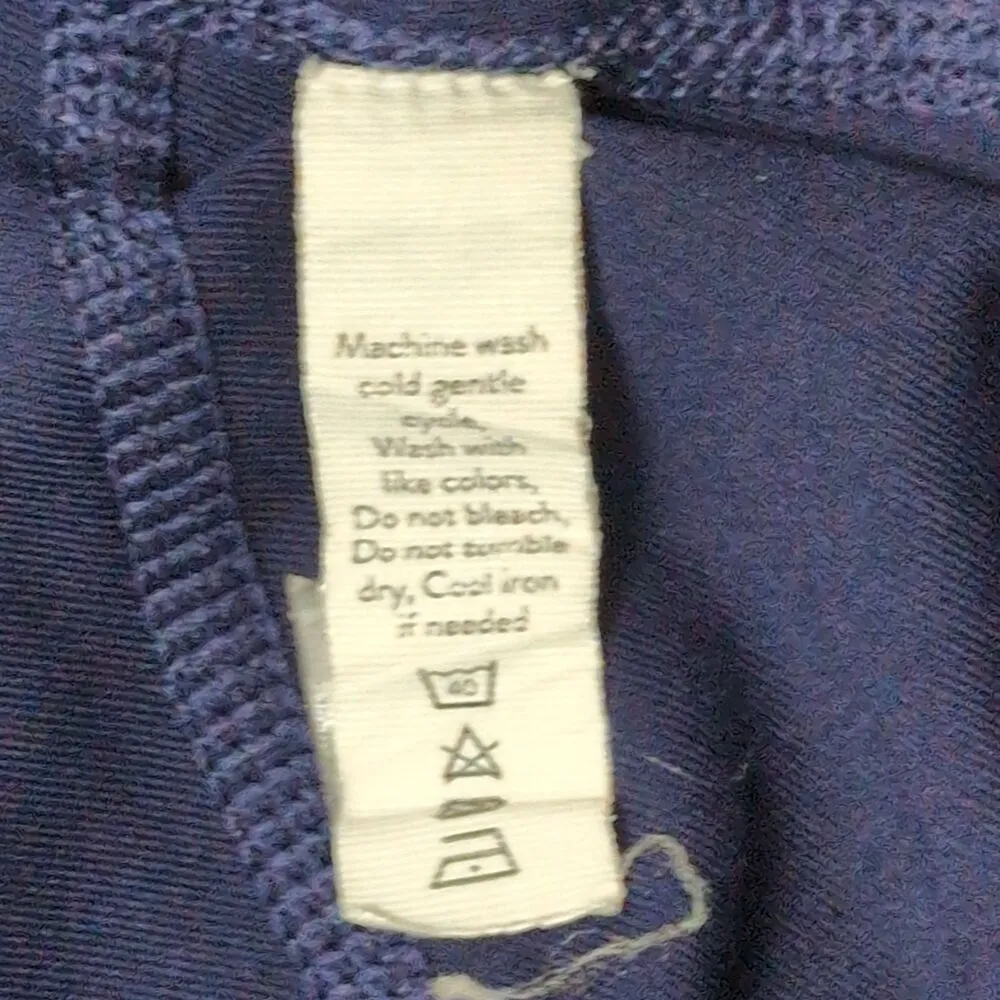 Machine wash
cold gentle
cycle,
Wash with
like colors,
Do not bleach,
Do not tumble
dry, Cool iron
if needed
40